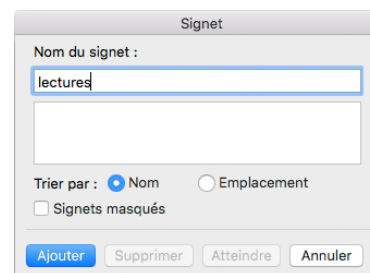 Signet
Nom du signet :
lectures
Trier par : Nom Emplacement
Signets masqués
Ajouter Supprimer Atteindre Annuler